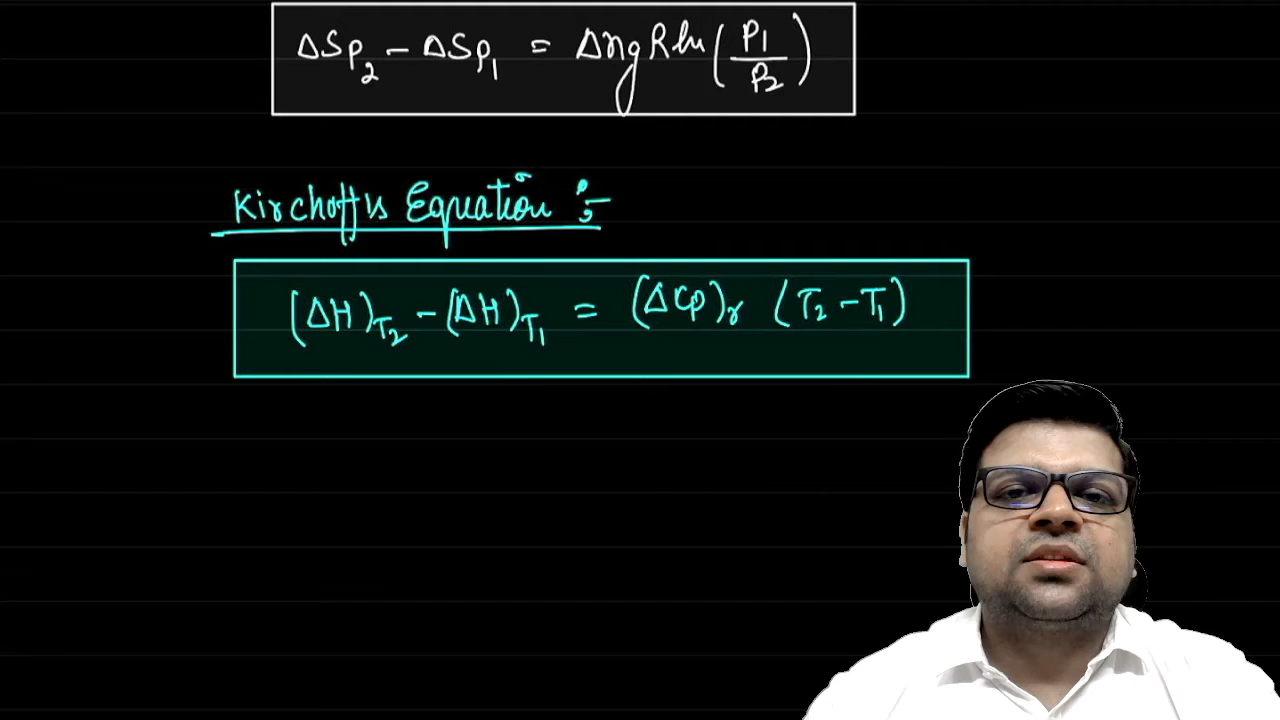 ΔSP₂ - ΔSP₁ = Δng R ln (P₁/P₂)
Kirchoff's Equation :-
(ΔH)T₂ - (ΔH)T₁ = (ΔCp)r (T₂ - T₁)